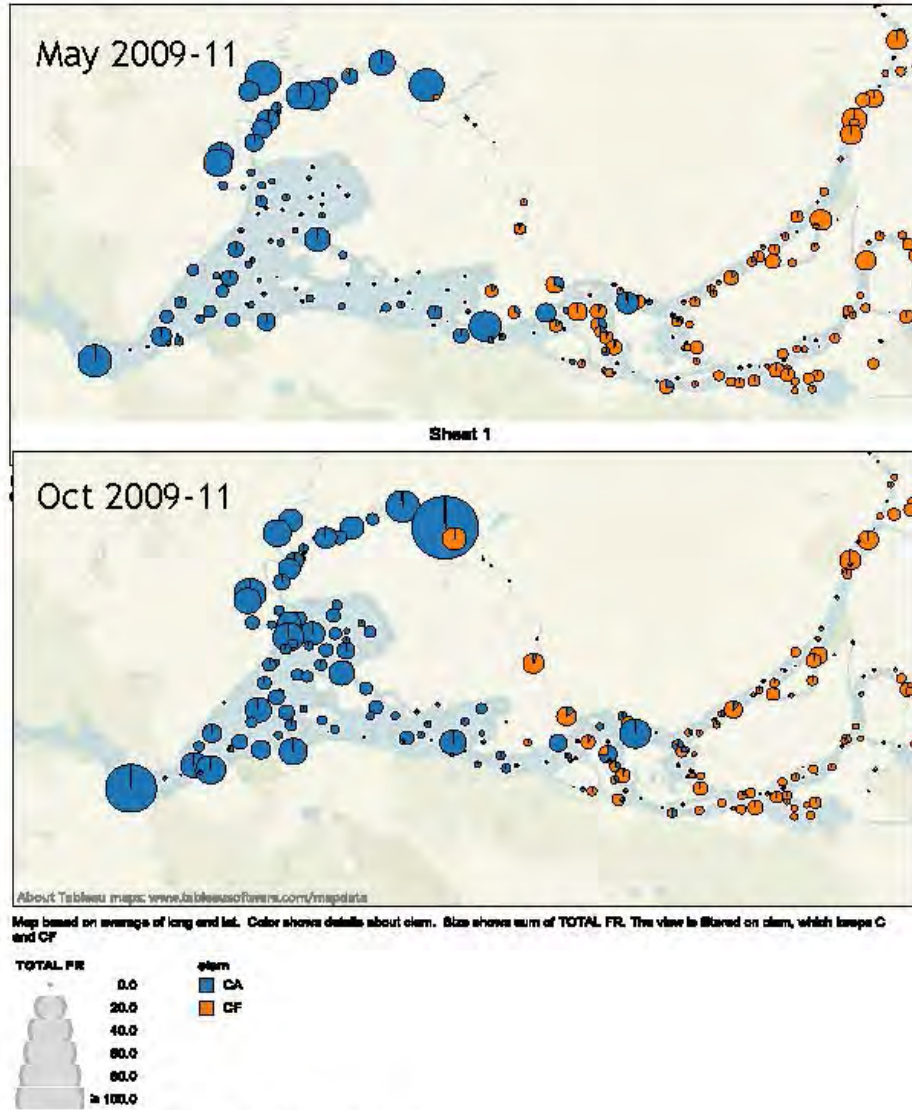 May 2009-11
Sheet 1
Oct 2009-11
About Tableau maps: www.tableausoftware.com/mapdata
Map based on average of long and lat. Color shows details about clam. Size shows sum of TOTAL FR. The view is filtered on clam, which keeps C
and CF
TOTAL FR
clam
0.0
CA
20.0
CF
40.0
60.0
80.0
≥ 100.0